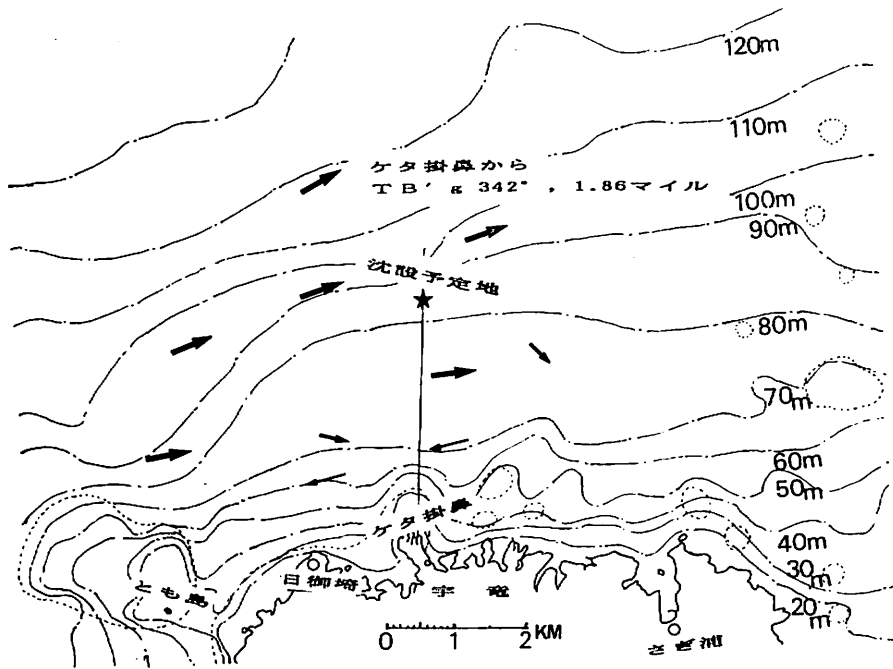 120m
110m
ケタ掛鼻から
TB'g 342°, 1.86マイル
100m
90m
沈設予定地
80m
70m
60m
50m
ケタ掛鼻
40m
30m
20m
とも島
日御碕
宇竜
さぎ浦
0 1 2 KM